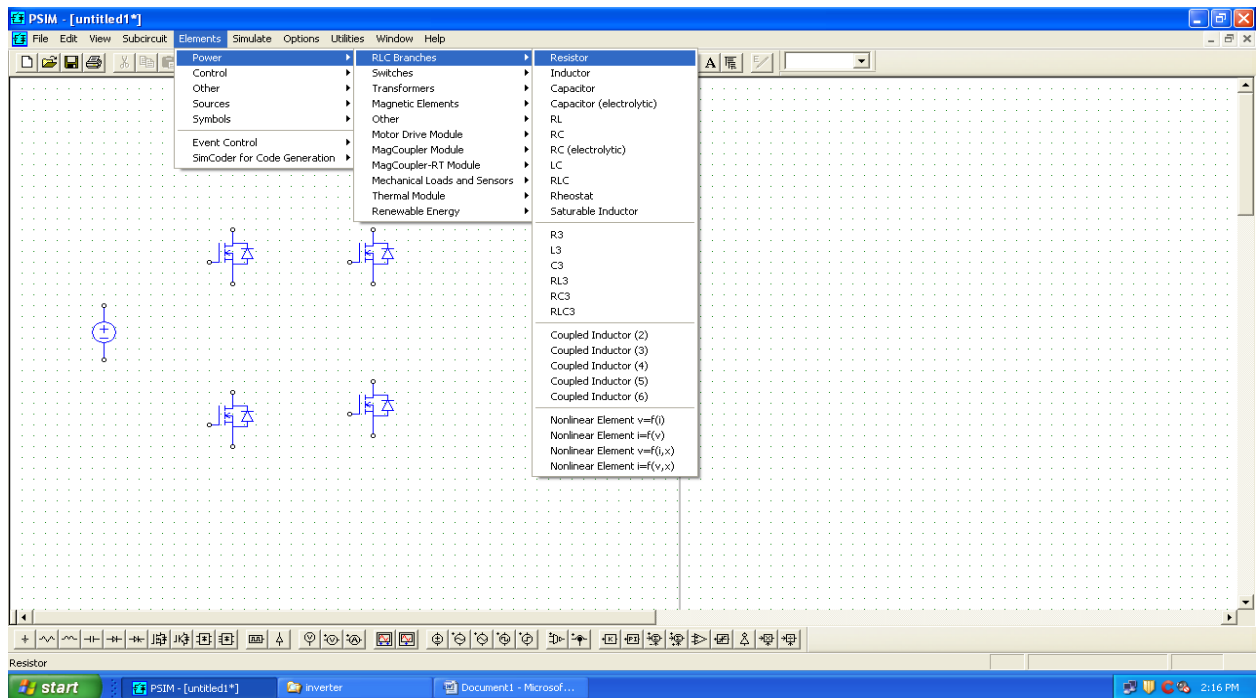 PSIM - [untitled1*]
File Edit View Subcircuit Elements Simulate Options Utilities Window Help
Power
Control
Other
Sources
Symbols
Event Control
SimCoder for Code Generation
RLC Branches
Switches
Transformers
Magnetic Elements
Other
Motor Drive Module
MagCoupler Module
MagCoupler-RT Module
Mechanical Loads and Sensors
Thermal Module
Renewable Energy
Resistor
Inductor
Capacitor
Capacitor (electrolytic)
RL
RC
RC (electrolytic)
LC
RLC
Rheostat
Saturable Inductor
R3
L3
C3
RL3
RC3
RLC3
Coupled Inductor (2)
Coupled Inductor (3)
Coupled Inductor (4)
Coupled Inductor (5)
Coupled Inductor (6)
Nonlinear Element v=f(i)
Nonlinear Element i=f(v)
Nonlinear Element v=f(i,x)
Nonlinear Element i=f(v,x)
A
Resistor
start PSIM - [untitled1*] inverter Document1 - Microsof... 2:16 PM